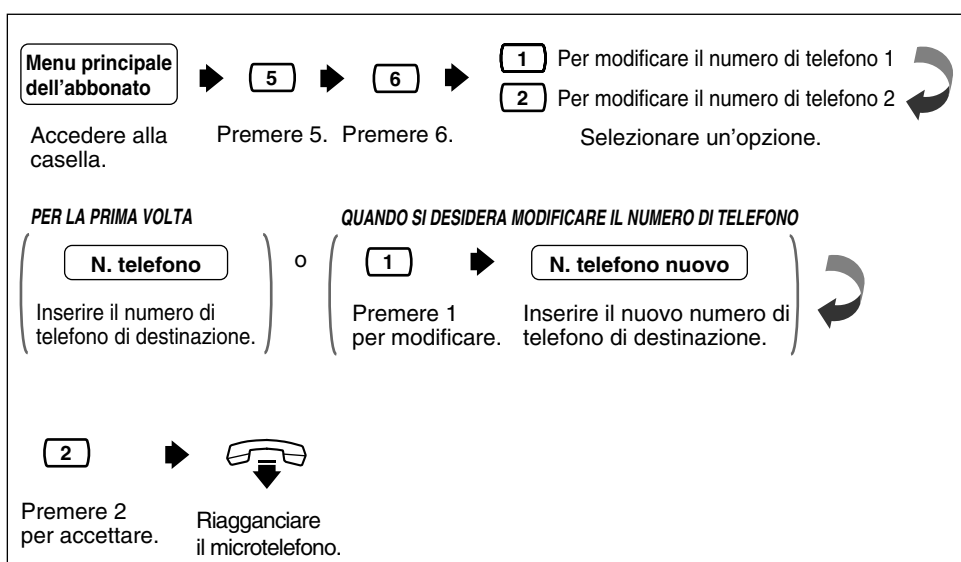 Menu principale
dell'abbonato
5
6
1 Per modificare il numero di telefono 1
2 Per modificare il numero di telefono 2
Accedere alla
casella.
Premere 5.
Premere 6.
Selezionare un'opzione.
PER LA PRIMA VOLTA
N. telefono
Inserire il numero di
telefono di destinazione.
o
QUANDO SI DESIDERA MODIFICARE IL NUMERO DI TELEFONO
1
Premere 1
per modificare.
N. telefono nuovo
Inserire il nuovo numero di
telefono di destinazione.
2
Premere 2
per accettare.
Riagganciare
il microtelefono.